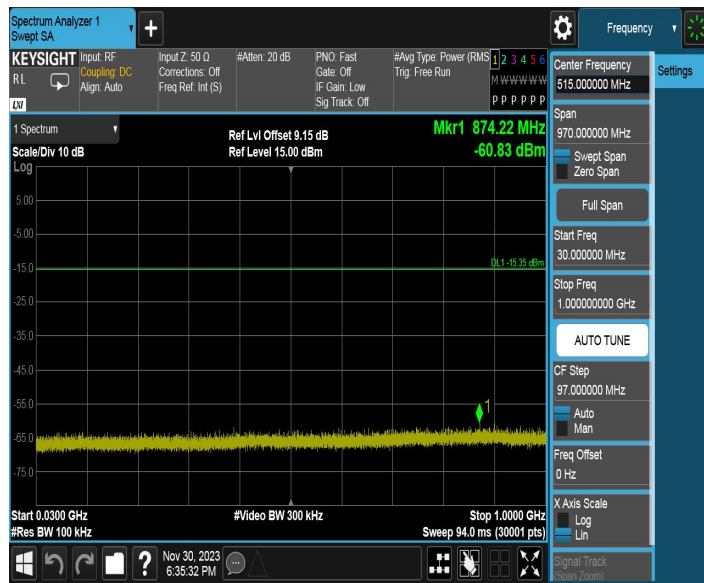 Spectrum Analyzer 1
Swept SA
+
Frequency
KEYSIGHT
RL
LXI
Input: RF
Coupling: DC
Align: Auto
Input Z: 50 Ω
Corrections: Off
Freq Ref: Int (S)
#Atten: 20 dB
PNO: Fast
Gate: Off
IF Gain: Low
Sig Track: Off
#Avg Type: Power (RMS
Trig: Free Run
1 2 3 4 5 6
M W W W W W
P P P P P P
Center Frequency
515.000000 MHz
Settings
Span
970.000000 MHz
Swept Span
Zero Span
Full Span
Start Freq
30.000000 MHz
Stop Freq
1.000000000 GHz
AUTO TUNE
CF Step
97.000000 MHz
Auto
Man
Freq Offset
0 Hz
X Axis Scale
Log
Lin
Signal Track
(Span Zoom)
1 Spectrum
Scale/Div 10 dB
Log
Ref Lvl Offset 9.15 dB
Ref Level 15.00 dBm
Mkr1 874.22 MHz
-60.83 dBm
5.00
-5.00
-15.0
DL1 -15.35 dBm
-25.0
-35.0
-45.0
-55.0
1
-65.0
-75.0
Start 0.0300 GHz
#Res BW 100 kHz
#Video BW 300 kHz
Stop 1.0000 GHz
Sweep 94.0 ms (30001 pts)
?
Nov 30, 2023
6:35:32 PM